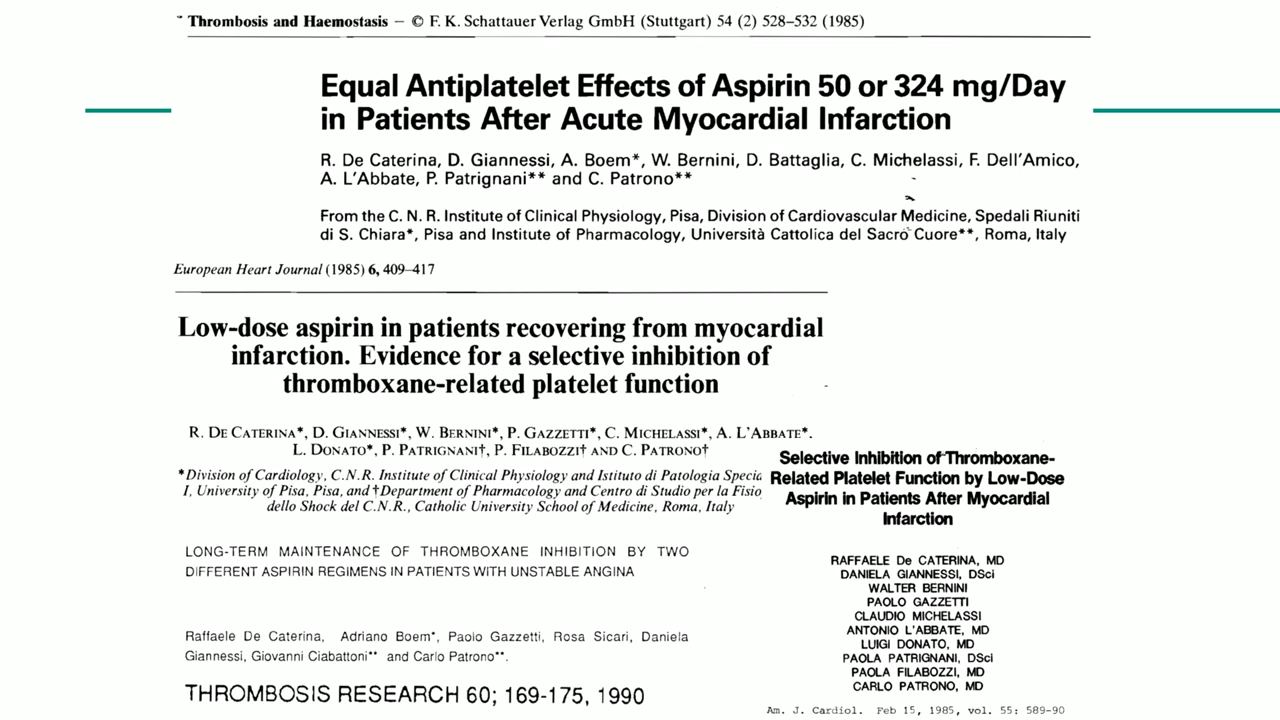 Thrombosis and Haemostasis – © F. K. Schattauer Verlag GmbH (Stuttgart) 54 (2) 528–532 (1985)
Equal Antiplatelet Effects of Aspirin 50 or 324 mg/Day
in Patients After Acute Myocardial Infarction
R. De Caterina, D. Giannessi, A. Boem*, W. Bernini, D. Battaglia, C. Michelassi, F. Dell'Amico,
A. L'Abbate, P. Patrignani** and C. Patrono**
From the C. N. R. Institute of Clinical Physiology, Pisa, Division of Cardiovascular Medicine, Spedali Riuniti
di S. Chiara*, Pisa and Institute of Pharmacology, Università Cattolica del Sacro Cuore**, Roma, Italy
European Heart Journal (1985) 6, 409–417
Low-dose aspirin in patients recovering from myocardial
infarction. Evidence for a selective inhibition of
thromboxane-related platelet function
R. DE CATERINA*, D. GIANNESSI*, W. BERNINI*, P. GAZZETTI*, C. MICHELASSI*, A. L'ABBATE*.
L. DONATO*, P. PATRIGNANI†, P. FILABOZZI† AND C. PATRONO†
*Division of Cardiology, C.N.R. Institute of Clinical Physiology and Istituto di Patologia Specia
I, University of Pisa, Pisa, and †Department of Pharmacology and Centro di Studio per la Fisio
dello Shock del C.N.R., Catholic University School of Medicine, Roma, Italy
LONG-TERM MAINTENANCE OF THROMBOXANE INHIBITION BY TWO
DIFFERENT ASPIRIN REGIMENS IN PATIENTS WITH UNSTABLE ANGINA
Raffaele De Caterina, Adriano Boem*, Paolo Gazzetti, Rosa Sicari, Daniela
Giannessi, Giovanni Ciabattoni** and Carlo Patrono**.
THROMBOSIS RESEARCH 60; 169-175, 1990
Selective Inhibition of Thromboxane-
Related Platelet Function by Low-Dose
Aspirin in Patients After Myocardial
Infarction
RAFFAELE De CATERINA, MD
DANIELA GIANNESSI, DSci
WALTER BERNINI
PAOLO GAZZETTI
CLAUDIO MICHELASSI
ANTONIO L'ABBATE, MD
LUIGI DONATO, MD
PAOLA PATRIGNANI, DSci
PAOLA FILABOZZI, MD
CARLO PATRONO, MD
Am. J. Cardiol. Feb 15, 1985, vol. 55: 589-90